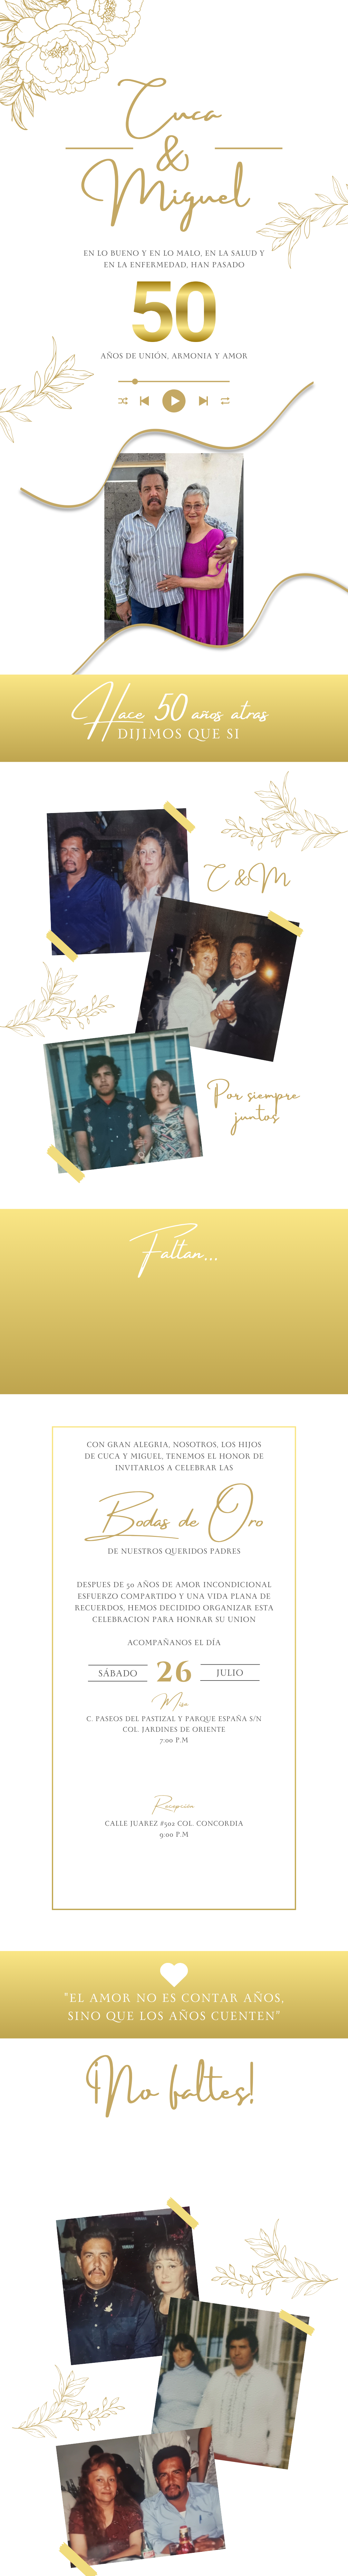 Cuca
&
Miguel
EN LO BUENO Y EN LO MALO, EN LA SALUD Y
EN LA ENFERMEDAD, HAN PASADO
50
AÑOS DE UNIÓN, ARMONIA Y AMOR
Hace 50 años atras
DIJIMOS QUE SI
C &M
Por siempre
juntos
Faltan...
CON GRAN ALEGRIA, NOSOTROS, LOS HIJOS
DE CUCA Y MIGUEL, TENEMOS EL HONOR DE
INVITARLOS A CELEBRAR LAS
Bodas de Oro
DE NUESTROS QUERIDOS PADRES
DESPUES DE 50 AÑOS DE AMOR INCONDICIONAL
ESFUERZO COMPARTIDO Y UNA VIDA PLANA DE
RECUERDOS, HEMOS DECIDIDO ORGANIZAR ESTA
CELEBRACION PARA HONRAR SU UNION
ACOMPAÑANOS EL DÍA
SÁBADO 26 JULIO
Misa
C. PASEOS DEL PASTIZAL Y PARQUE ESPAÑA S/N
COL. JARDINES DE ORIENTE
7:00 P.M
Recepción
CALLE JUAREZ #502 COL. CONCORDIA
9:00 P.M
"EL AMOR NO ES CONTAR AÑOS,
SINO QUE LOS AÑOS CUENTEN"
¡No faltes!